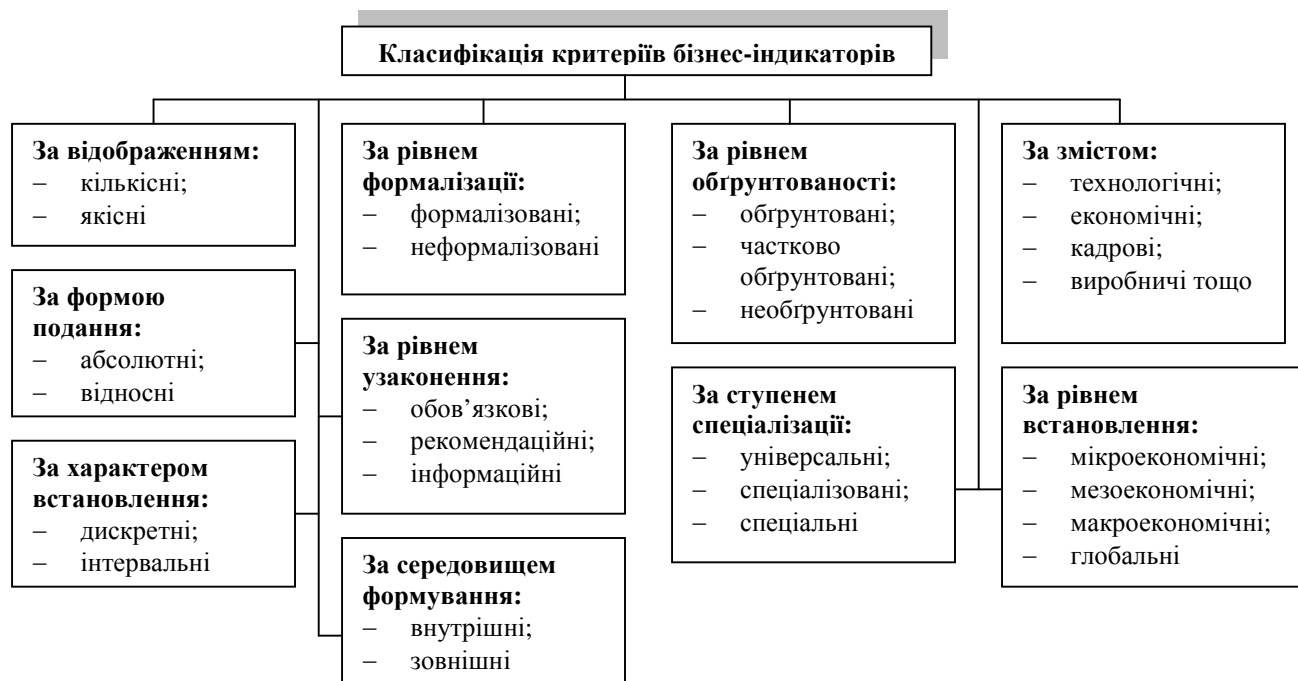 Класифікація критеріїв бізнес-індикаторів
За відображенням:
– кількісні;
– якісні
За формою
подання:
– абсолютні;
– відносні
За характером
встановлення:
– дискретні;
– інтервальні
За рівнем
формалізації:
– формалізовані;
– неформалізовані
За рівнем
узаконення:
– обов’язкові;
– рекомендаційні;
– інформаційні
За середовищем
формування:
– внутрішні;
– зовнішні
За рівнем
обґрунтованості:
– обґрунтовані;
– частково
обґрунтовані;
– необґрунтовані
За ступенем
спеціалізації:
– універсальні;
– спеціалізовані;
– спеціальні
За змістом:
– технологічні;
– економічні;
– кадрові;
– виробничі тощо
За рівнем
встановлення:
– мікроекономічні;
– мезоекономічні;
– макроекономічні;
– глобальні